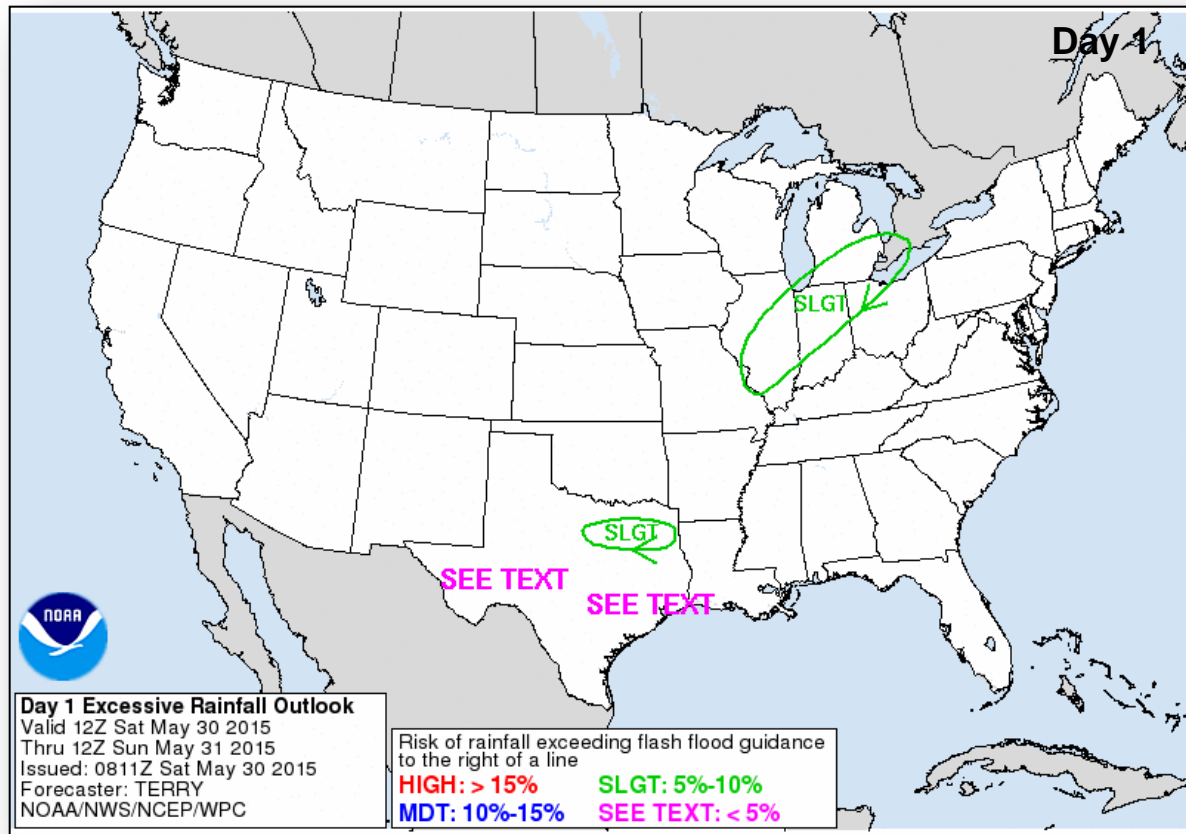 Day 1
SLGT
SLGT
SEE TEXT
SEE TEXT
NOAA
Day 1 Excessive Rainfall Outlook
Valid 12Z Sat May 30 2015
Thru 12Z Sun May 31 2015
Issued: 0811Z Sat May 30 2015
Forecaster: TERRY
NOAA/NWS/NCEP/WPC
Risk of rainfall exceeding flash flood guidance
to the right of a line
HIGH: > 15% SLGT: 5%-10%
MDT: 10%-15% SEE TEXT: < 5%